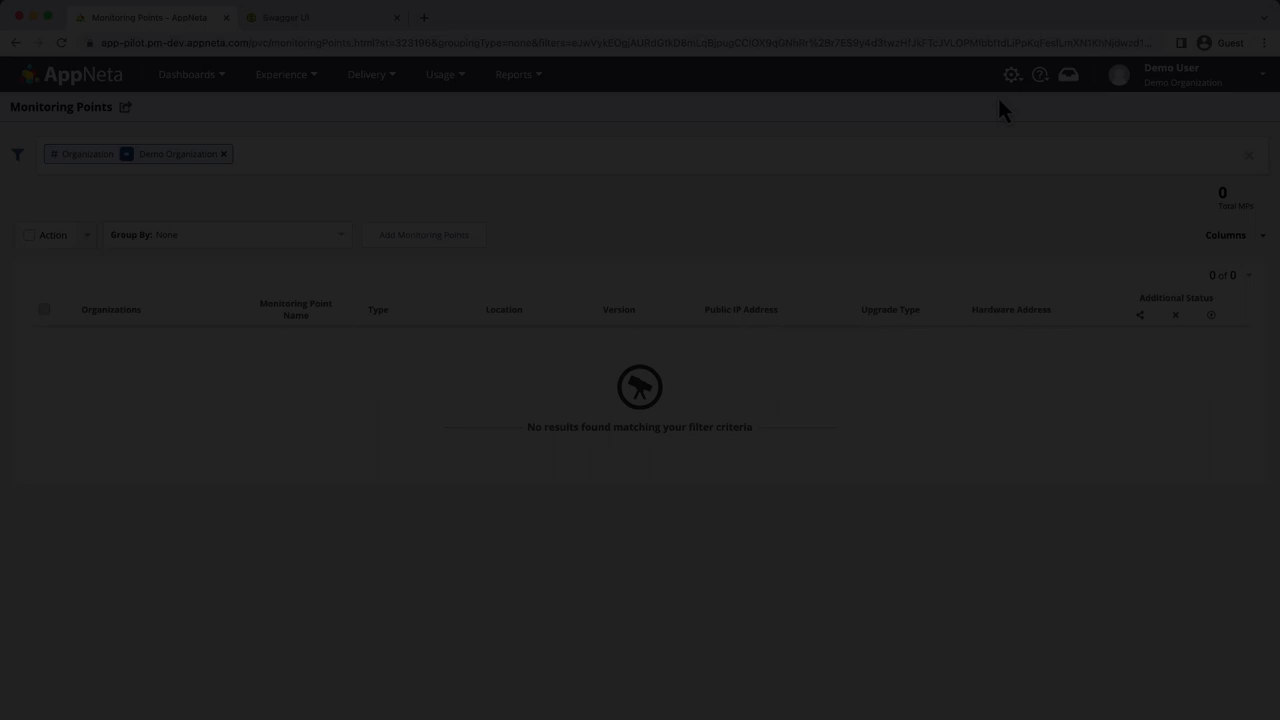 Monitoring Points - AppNeta
Swagger UI
Guest
AppNeta
Dashboards
Experience
Delivery
Usage
Reports
Demo User
Demo Organization
Monitoring Points
# Organization = Demo Organisation
0
Total MPs
Action
Group By: None
Add Monitoring Points
Columns
0 of 0
Organizations
Monitoring Point
Name
Type
Location
Version
Public IP Address
Upgrade Type
Hardware Address
Additional Status
No results found matching your filter criteria